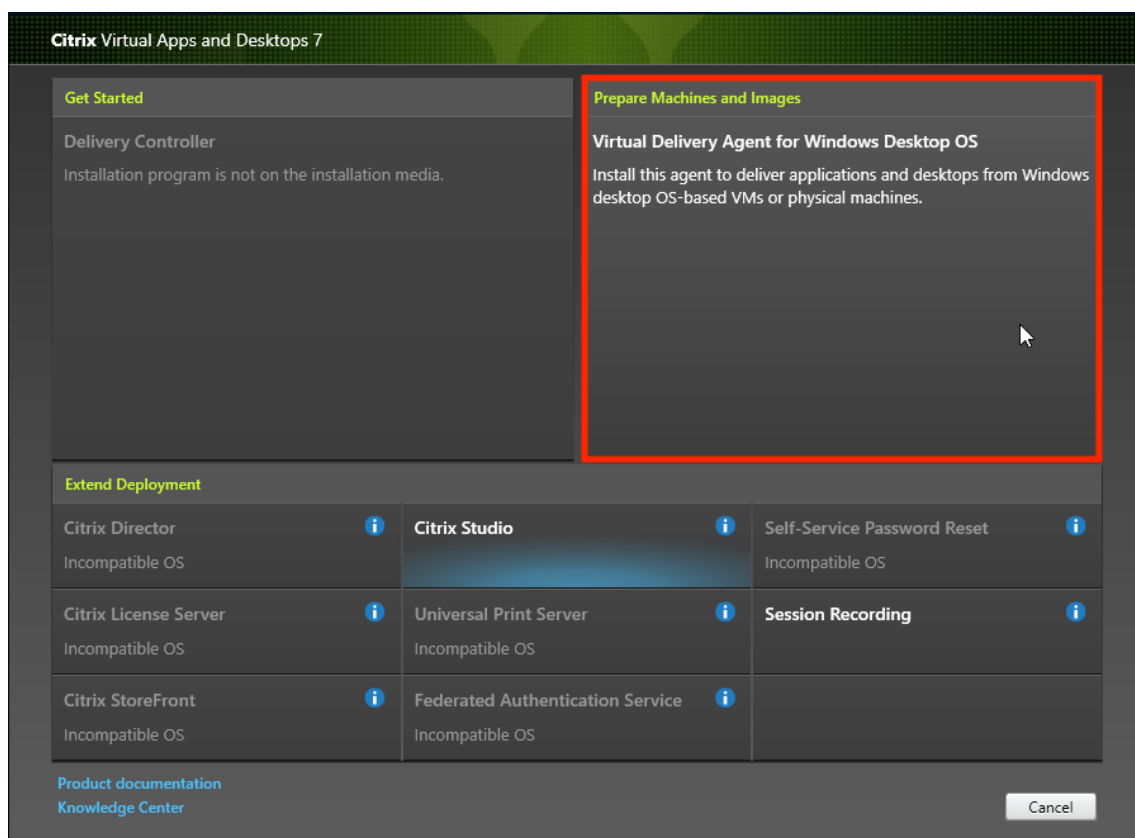 Citrix Virtual Apps and Desktops 7
Get Started
Delivery Controller
Installation program is not on the installation media.
Prepare Machines and Images
Virtual Delivery Agent for Windows Desktop OS
Install this agent to deliver applications and desktops from Windows
desktop OS-based VMs or physical machines.
Extend Deployment
Citrix Director
Incompatible OS
Citrix Studio
Self-Service Password Reset
Incompatible OS
Citrix License Server
Incompatible OS
Universal Print Server
Incompatible OS
Session Recording
Citrix StoreFront
Incompatible OS
Federated Authentication Service
Incompatible OS
Product documentation
Knowledge Center
Cancel